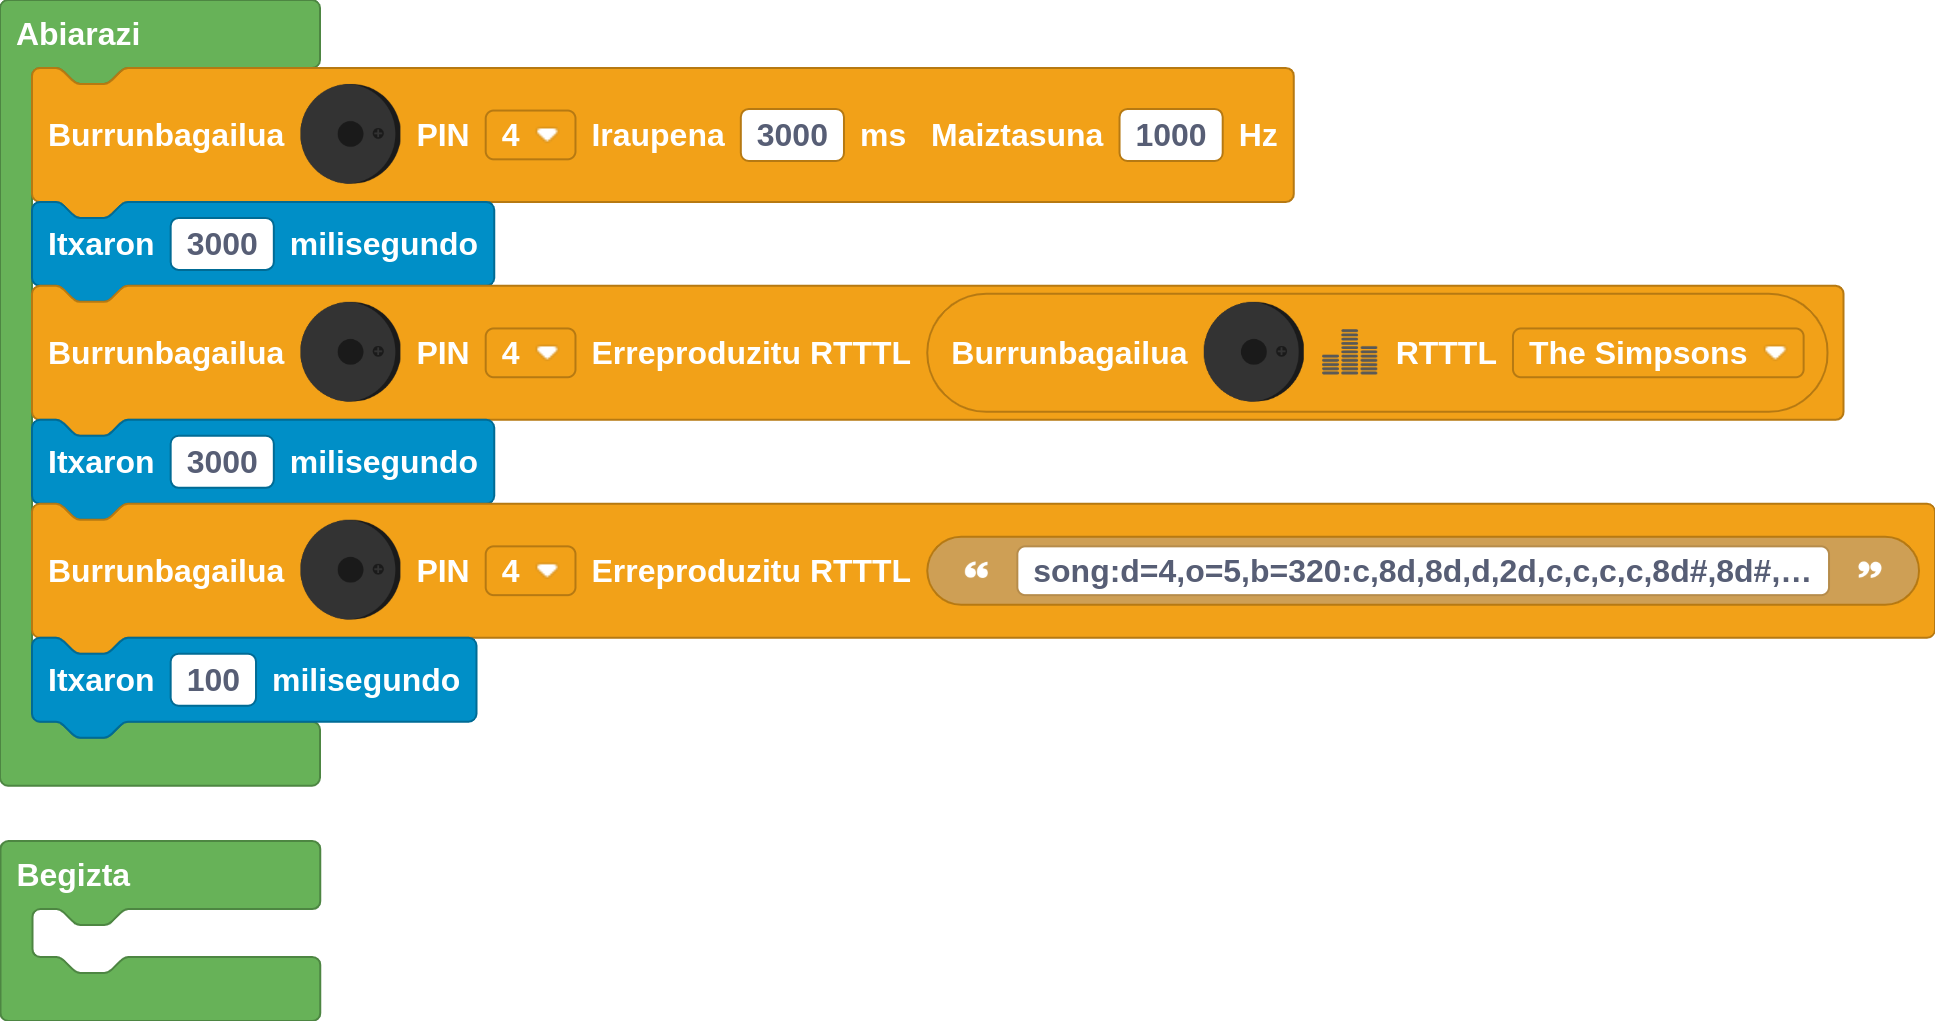 Abiarazi
Burrunbagailua PIN 4 Iraupena 3000 ms Maiztasuna 1000 Hz
Itxaron 3000 milisegundo
Burrunbagailua PIN 4 Erreproduzitu RTTTL Burrunbagailua RTTTL The Simpsons
Itxaron 3000 milisegundo
Burrunbagailua PIN 4 Erreproduzitu RTTTL “ song:d=4,o=5,b=320:c,8d,8d,d,2d,c,c,c,c,8d#,8d#,… ”
Itxaron 100 milisegundo
Begizta